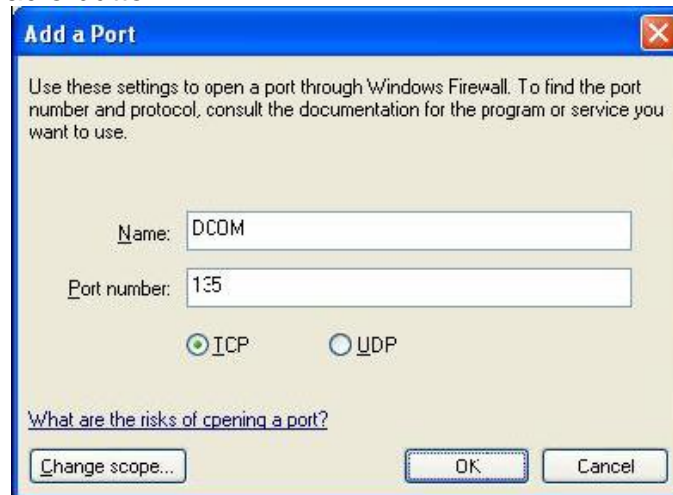 Add a Port
Use these settings to open a port through Windows Firewall. To find the port
number and protocol, consult the documentation for the program or service you
want to use.
Name: DCOM
Port number: 135
TCP UDP
What are the risks of opening a port?
Change scope... OK Cancel